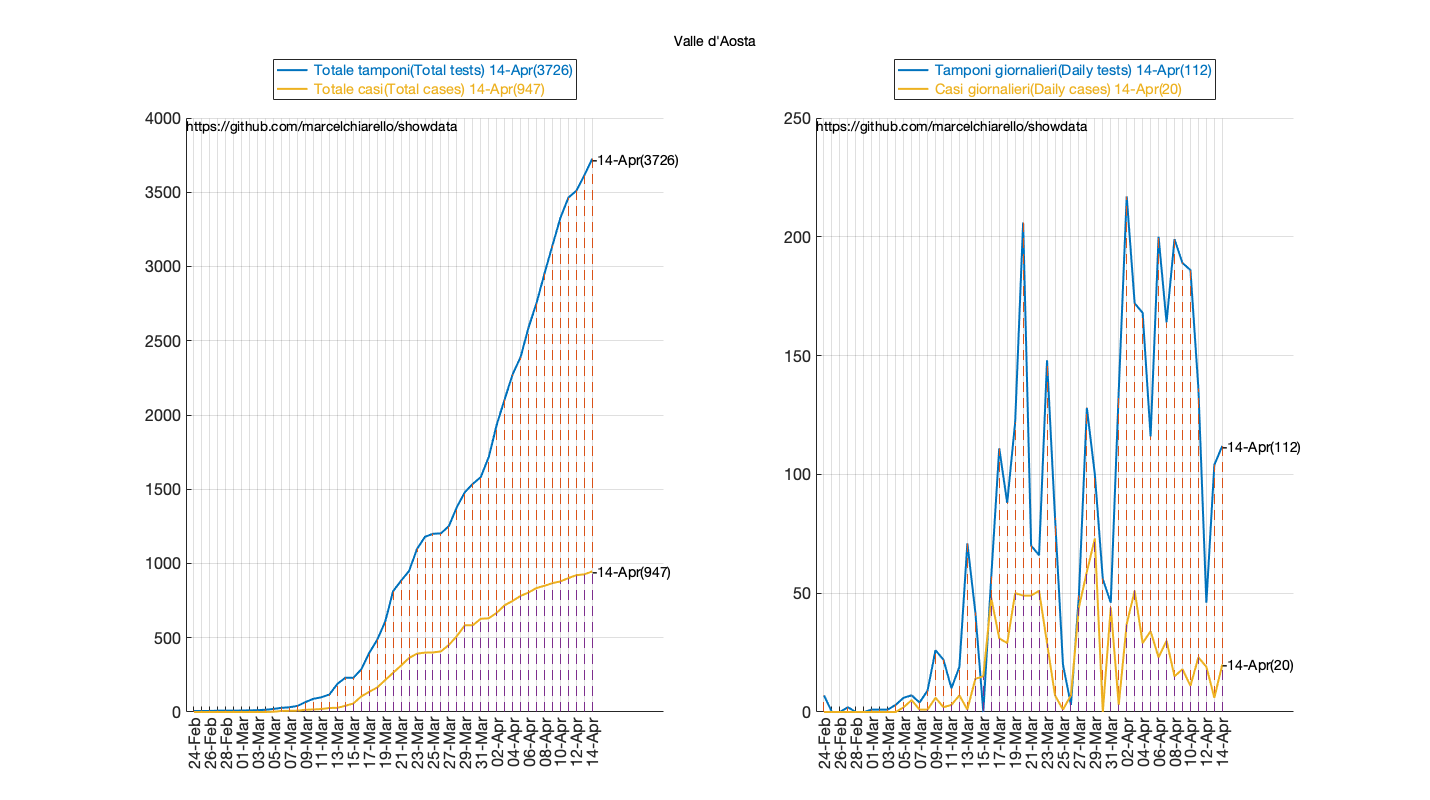 Valle d'Aosta
Totale tamponi(Total tests) 14-Apr(3726)
Totale casi(Total cases) 14-Apr(947)
4000
3500
3000
2500
2000
1500
1000
500
0
https://github.com/marcelchiarello/showdata
14-Apr(3726)
14-Apr(947)
24-Feb
26-Feb
28-Feb
01-Mar
03-Mar
05-Mar
07-Mar
09-Mar
11-Mar
13-Mar
15-Mar
17-Mar
19-Mar
21-Mar
23-Mar
25-Mar
27-Mar
29-Mar
31-Mar
02-Apr
04-Apr
06-Apr
08-Apr
10-Apr
12-Apr
14-Apr
Tamponi giornalieri(Daily tests) 14-Apr(112)
Casi giornalieri(Daily cases) 14-Apr(20)
250
200
150
100
50
0
https://github.com/marcelchiarello/showdata
14-Apr(112)
14-Apr(20)
24-Feb
26-Feb
28-Feb
01-Mar
03-Mar
05-Mar
07-Mar
09-Mar
11-Mar
13-Mar
15-Mar
17-Mar
19-Mar
21-Mar
23-Mar
25-Mar
27-Mar
29-Mar
31-Mar
02-Apr
04-Apr
06-Apr
08-Apr
10-Apr
12-Apr
14-Apr